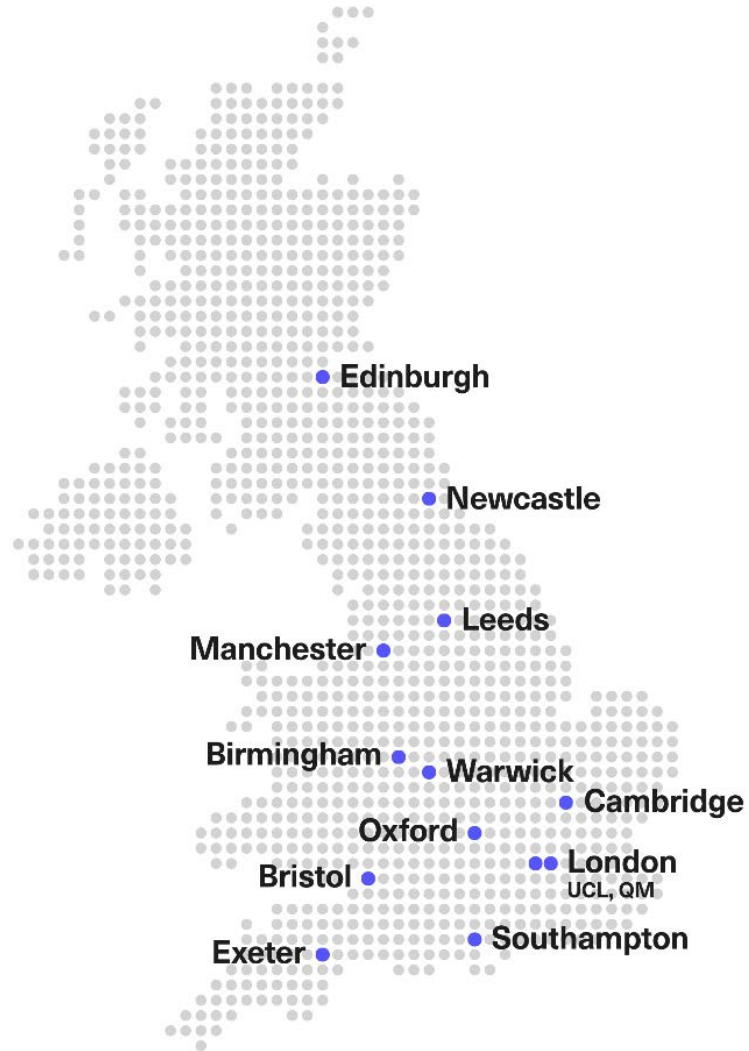 Edinburgh
Newcastle
Leeds
Manchester
Birmingham
Warwick
Cambridge
Oxford
London
UCL, QM
Bristol
Southampton
Exeter